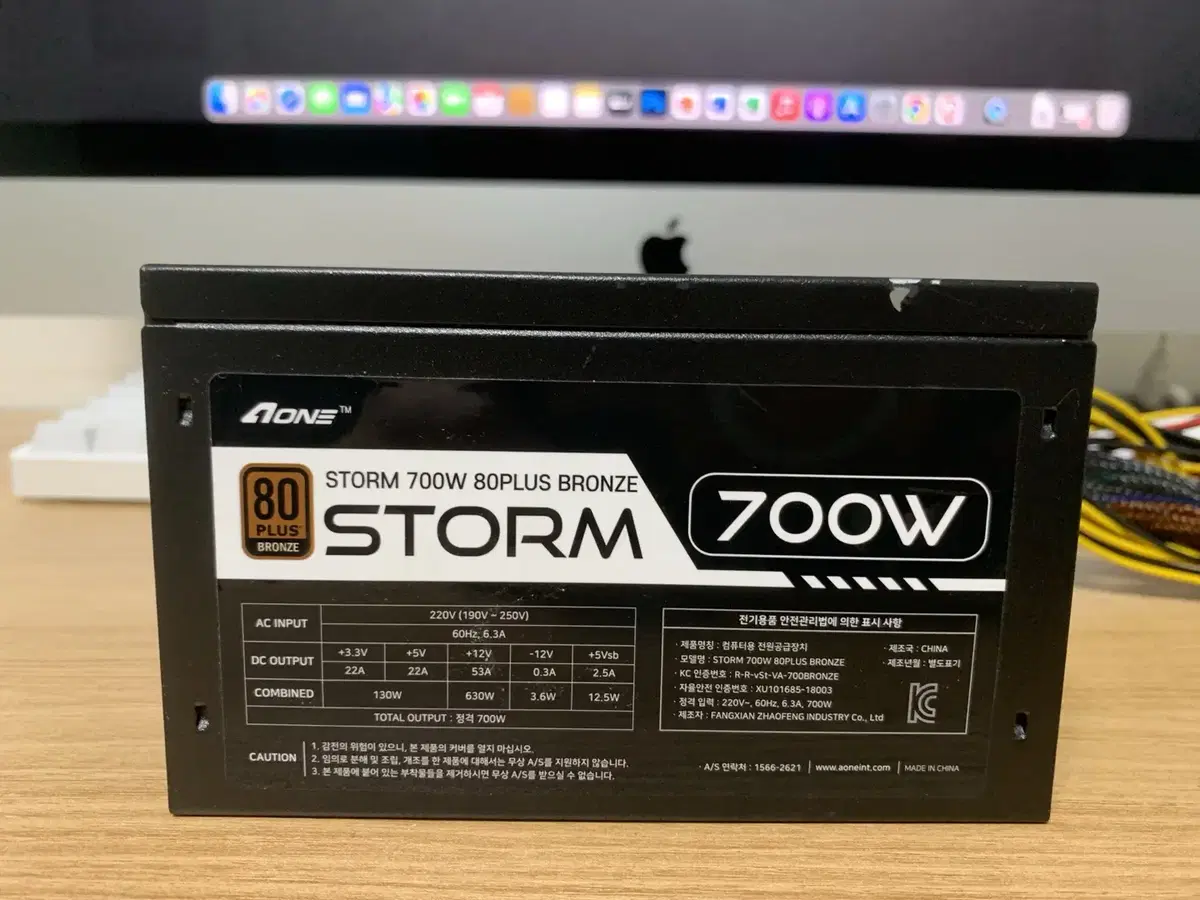 AONE™
80
PLUS
BRONZE
STORM 700W 80PLUS BRONZE
STORM
700W
AC INPUT
220V (190V ~ 250V)
60Hz, 6.3A
DC OUTPUT
+3.3V +5V +12V -12V +5Vsb
22A 22A 53A 0.3A 2.5A
COMBINED 130W 630W 3.6W 12.5W
TOTAL OUTPUT : 정격 700W
전기용품 안전관리법에 의한 표시 사항
· 제품명칭 : 컴퓨터용 전원공급장치
· 모델명 : STORM 700W 80PLUS BRONZE
· KC 인증번호 : R-R-vSt-VA-700BRONZE
· 자율안전 인증번호 : XU101685-18003
· 정격 입력 : 220V~, 60Hz, 6.3A, 700W
· 제조자 : FANGXIAN ZHAOFENG INDUSTRY Co., Ltd
· 제조국 : CHINA
· 제조년월 : 별도표기
KC
CAUTION
1. 감전의 위험이 있으니, 본 제품의 커버를 열지 마십시오.
2. 임의로 분해 및 조립, 개조를 한 제품에 대해서는 무상 A/S를 지원하지 않습니다.
3. 본 제품에 붙어 있는 부착물들을 제거하시면 무상 A/S를 받으실 수 없습니다.
· A/S 연락처 : 1566-2621 | www.aoneint.com | MADE IN CHINA